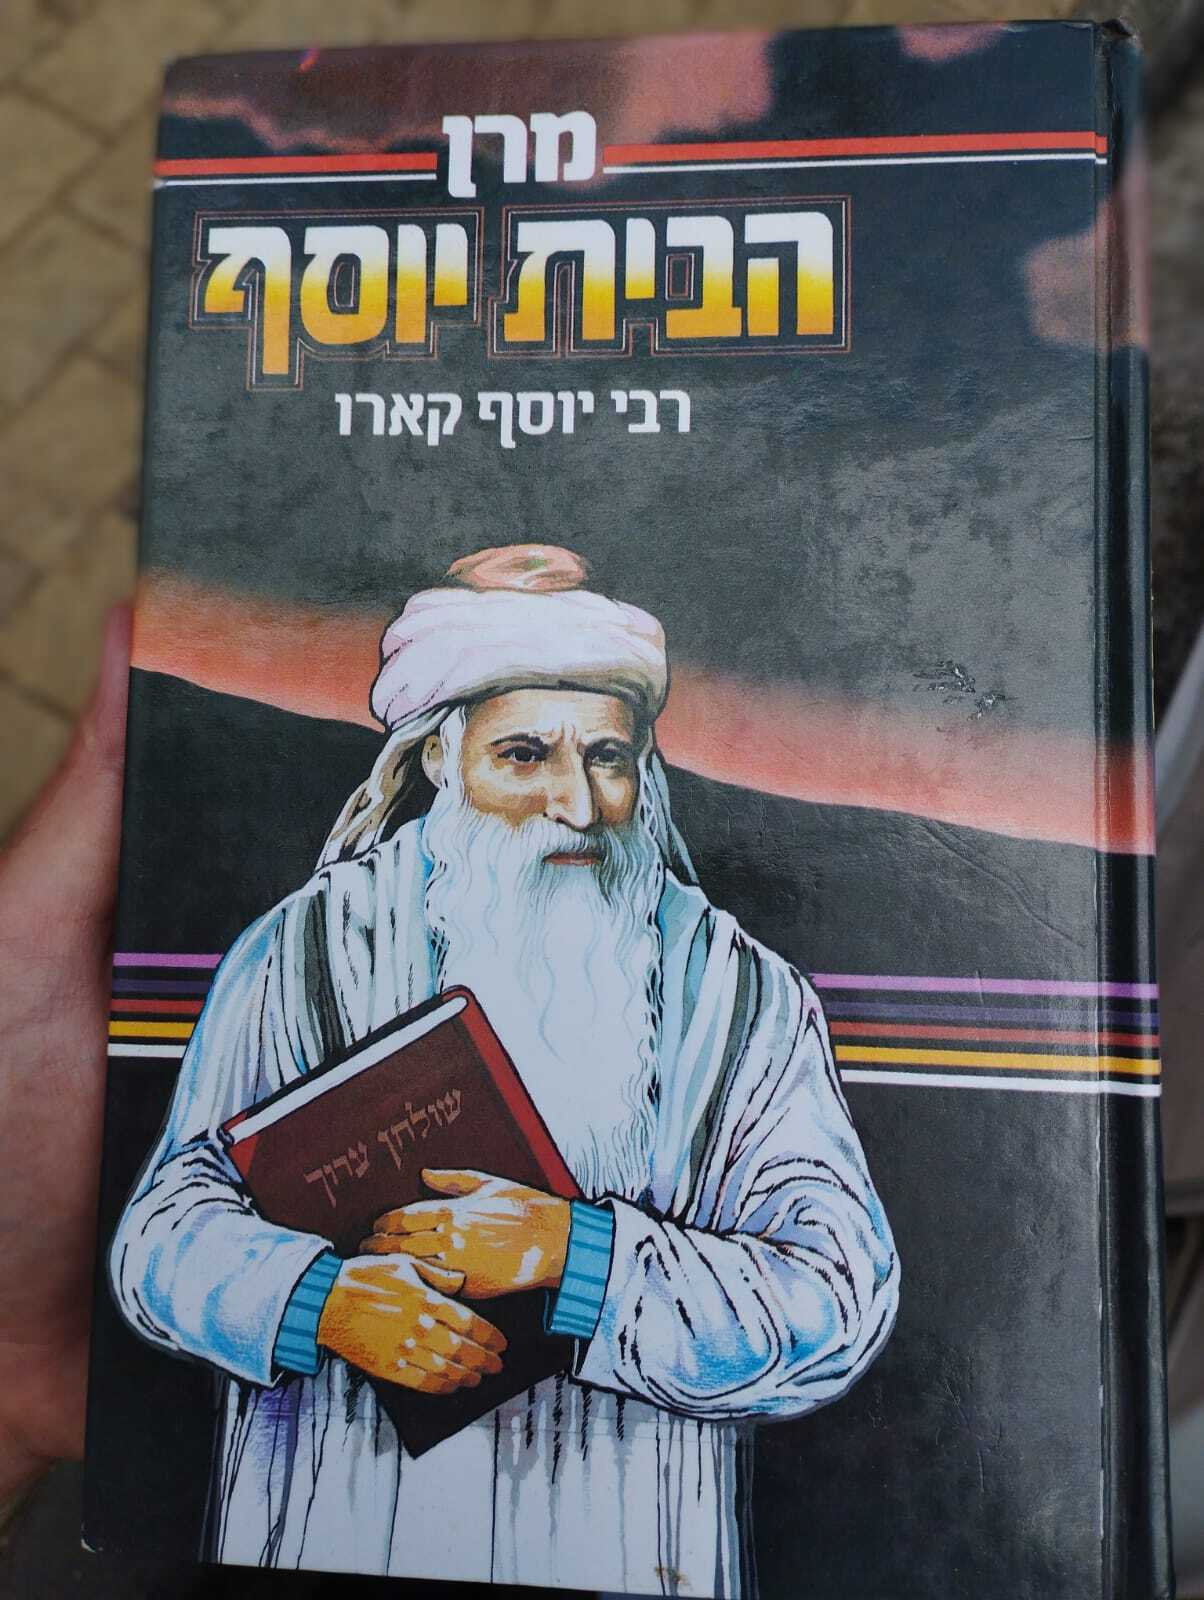 מרן
הבית יוסף
רבי יוסף קארו
שולחן ערוך